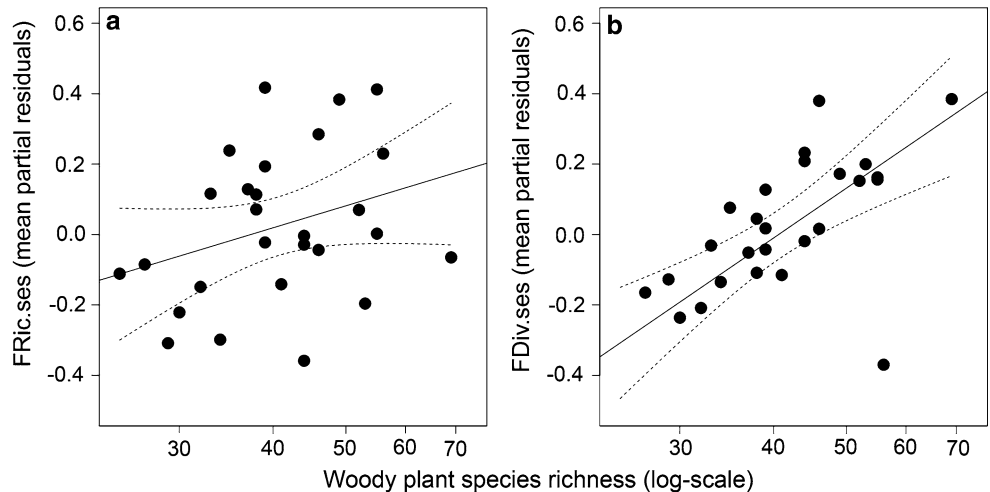 a
FRic.ses (mean partial residuals)
0.6
0.4
0.2
0.0
-0.2
-0.4
30 40 50 60 70
b
FDiv.ses (mean partial residuals)
0.6
0.4
0.2
0.0
-0.2
-0.4
30 40 50 60 70
Woody plant species richness (log-scale)